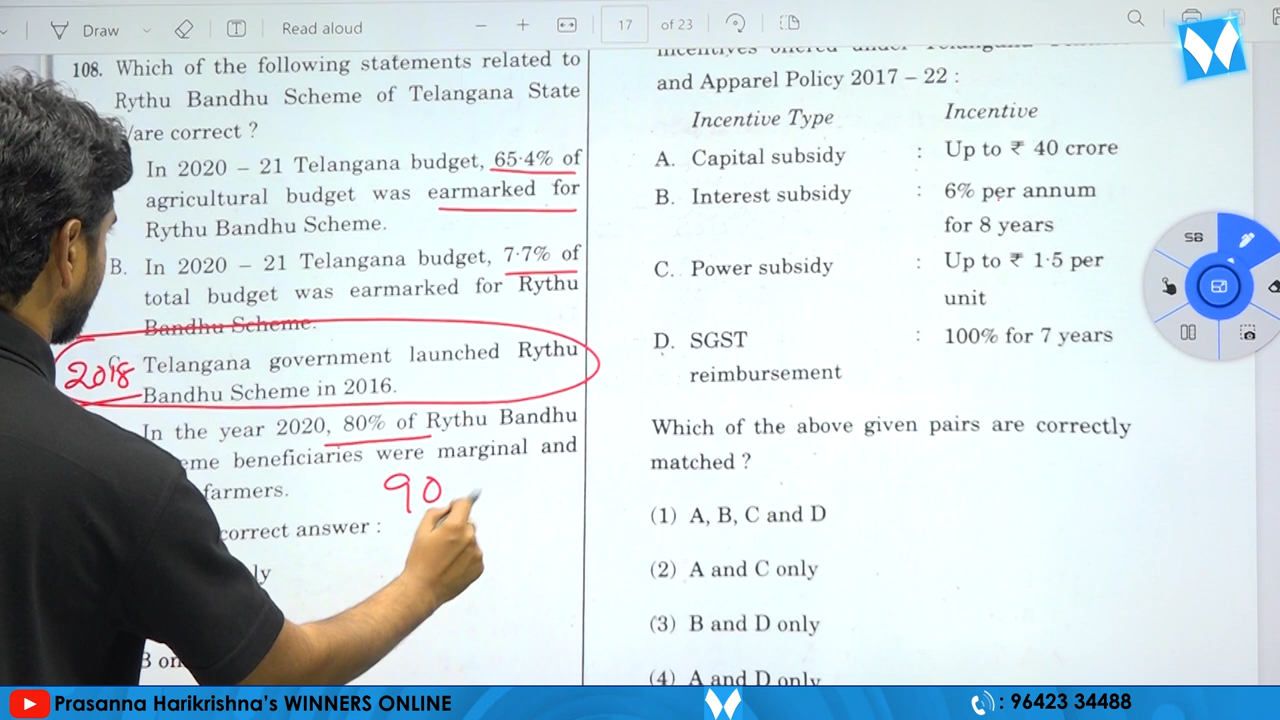 Draw
T
Read aloud
17
of 23
108. Which of the following statements related to
Rythu Bandhu Scheme of Telangana State
/are correct ?
In 2020 – 21 Telangana budget, 65·4% of
agricultural budget was earmarked for
Rythu Bandhu Scheme.
B. In 2020 – 21 Telangana budget, 7·7% of
total budget was earmarked for Rythu
Bandhu Scheme.
C. Telangana government launched Rythu
2018
Bandhu Scheme in 2016.
In the year 2020, 80% of Rythu Bandhu
eme beneficiaries were marginal and
farmers.
90
correct answer :
ly
B on
incentives offered under Telangana
and Apparel Policy 2017 – 22 :
Incentive Type Incentive
A. Capital subsidy : Up to ₹ 40 crore
B. Interest subsidy : 6% per annum
for 8 years
C. Power subsidy : Up to ₹ 1·5 per
unit
D. SGST : 100% for 7 years
reimbursement
Which of the above given pairs are correctly
matched ?
(1) A, B, C and D
(2) A and C only
(3) B and D only
(4) A and D only
W
Prasanna Harikrishna's WINNERS ONLINE
W
: 96423 34488